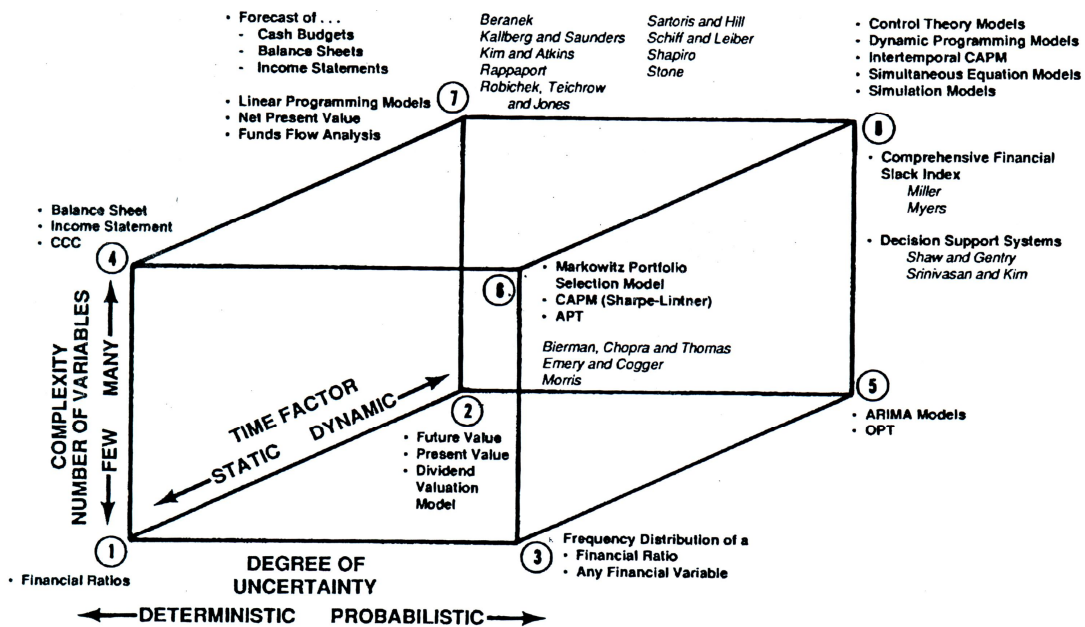 • Forecast of . . .
- Cash Budgets
- Balance Sheets
- Income Statements
• Linear Programming Models
• Net Present Value
• Funds Flow Analysis
7
Beranek
Kallberg and Saunders
Kim and Atkins
Rappaport
Robichek, Teichrow
and Jones
Sartoris and Hill
Schiff and Leiber
Shapiro
Stone
• Control Theory Models
• Dynamic Programming Models
• Intertemporal CAPM
• Simultaneous Equation Models
• Simulation Models
8
• Comprehensive Financial
Slack Index
Miller
Myers
• Decision Support Systems
Shaw and Gentry
Srinivasan and Kim
• Balance Sheet
• Income Statement
• CCC
4
6
• Markowitz Portfolio
Selection Model
• CAPM (Sharpe-Lintner)
• APT
Bierman, Chopra and Thomas
Emery and Cogger
Morris
COMPLEXITY
NUMBER OF VARIABLES
FEW MANY
TIME FACTOR
STATIC DYNAMIC
2
• Future Value
• Present Value
• Dividend
Valuation
Model
5
• ARIMA Models
• OPT
1
• Financial Ratios
3
Frequency Distribution of a
• Financial Ratio
• Any Financial Variable
DEGREE OF
UNCERTAINTY
DETERMINISTIC PROBABILISTIC